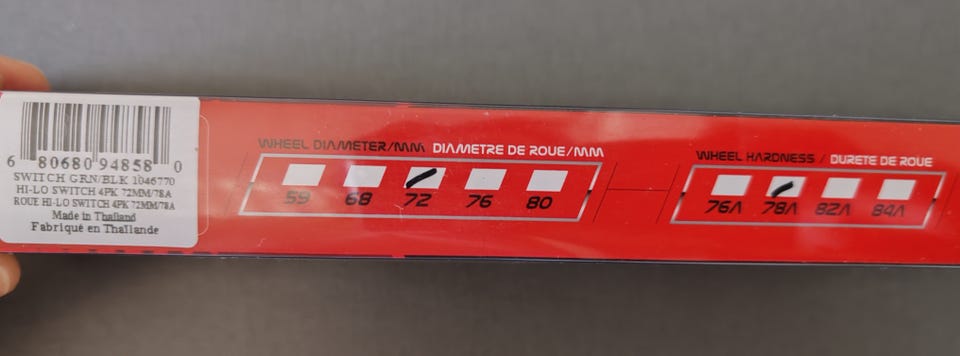 6 80680 94858 0
SWITCH GRN/BLK 1046770
HI-LO SWITCH 4PK 72MM/78A
ROUE HI-LO SWITCH 4PK 72MM/78A
Made in Thailand
Fabriqué en Thaïlande
WHEEL DIAMETER/MM DIAMETRE DE ROUE/MM
59 68 72 76 80
WHEEL HARDNESS / DURETE DE ROUE
76A 78A 82A 84A